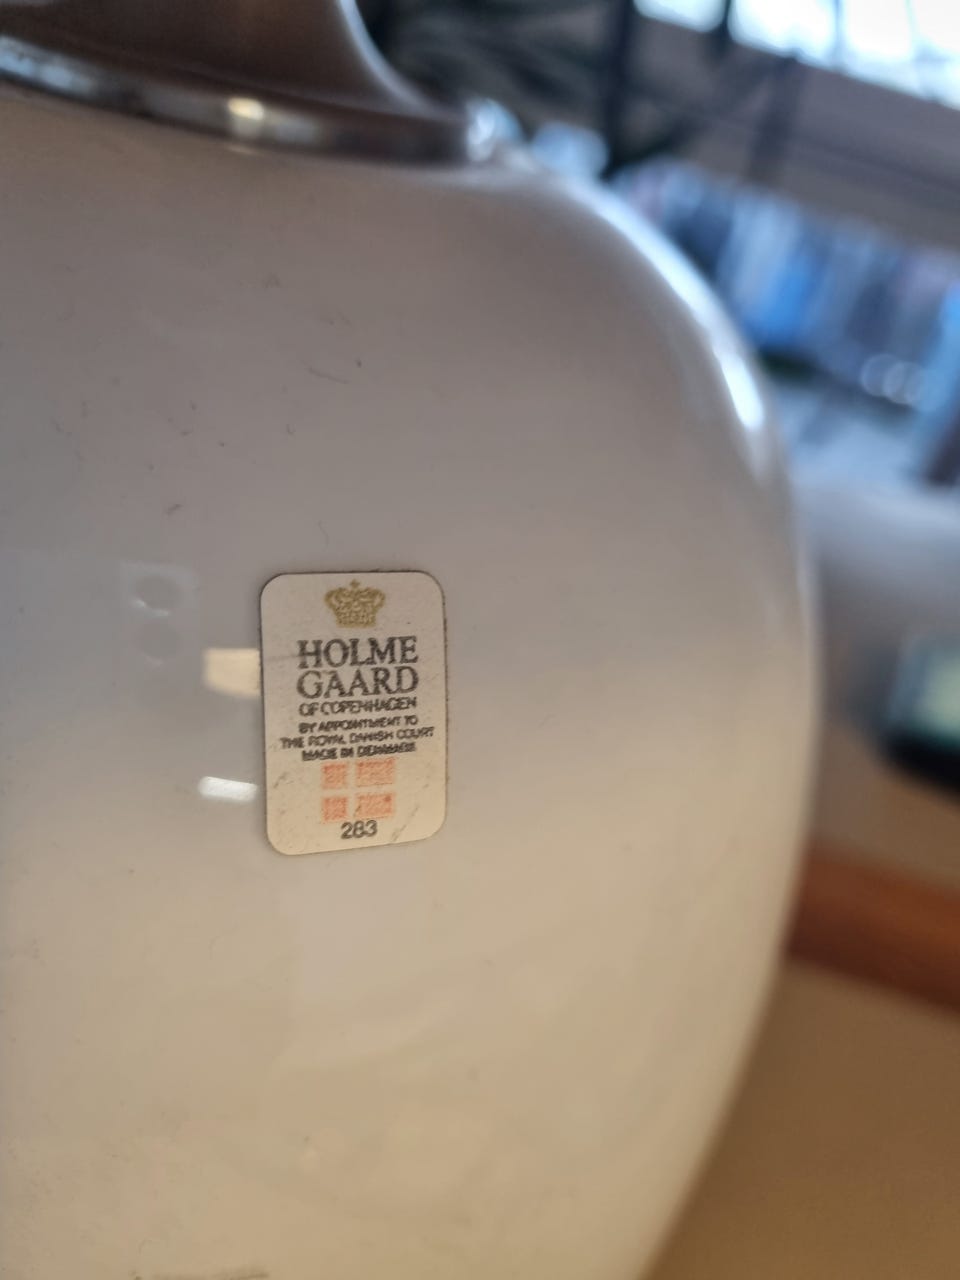 HOLME
GAARD
OF COPENHAGEN
BY APPOINTMENT TO
THE ROYAL DANISH COURT
MADE IN DENMARK
283